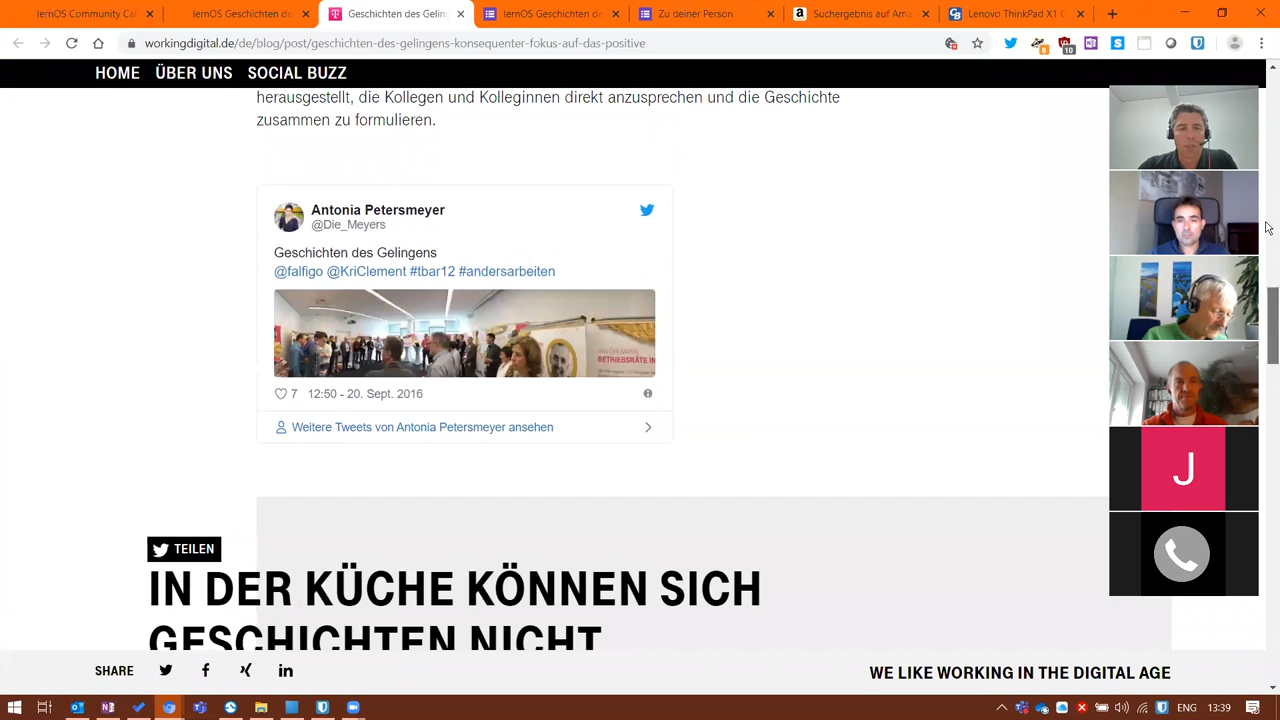 lernOS Community Cal
lernOS Geschichten de
Geschichten des Geling
lernOS Geschichten de
Zu deiner Person
Suchergebnis auf Ama
Lenovo ThinkPad X1 C
workingdigital.de/de/blog/post/geschichten-des-gelingens-konsequenter-fokus-auf-das-positive
HOME ÜBER UNS SOCIAL BUZZ
herausgestellt, die Kollegen und Kolleginnen direkt anzusprechen und die Geschichte
zusammen zu formulieren.
Antonia Petersmeyer
@Die_Meyers
Geschichten des Gelingens
@falfigo @KriClement #tbar12 #andersarbeiten
BETRIEBSRÄTE IN
7 12:50 - 20. Sept. 2016
Weitere Tweets von Antonia Petersmeyer ansehen
J
TEILEN
IN DER KÜCHE KÖNNEN SICH
GESCHICHTEN NICHT
SHARE
WE LIKE WORKING IN THE DIGITAL AGE
ENG 13:39